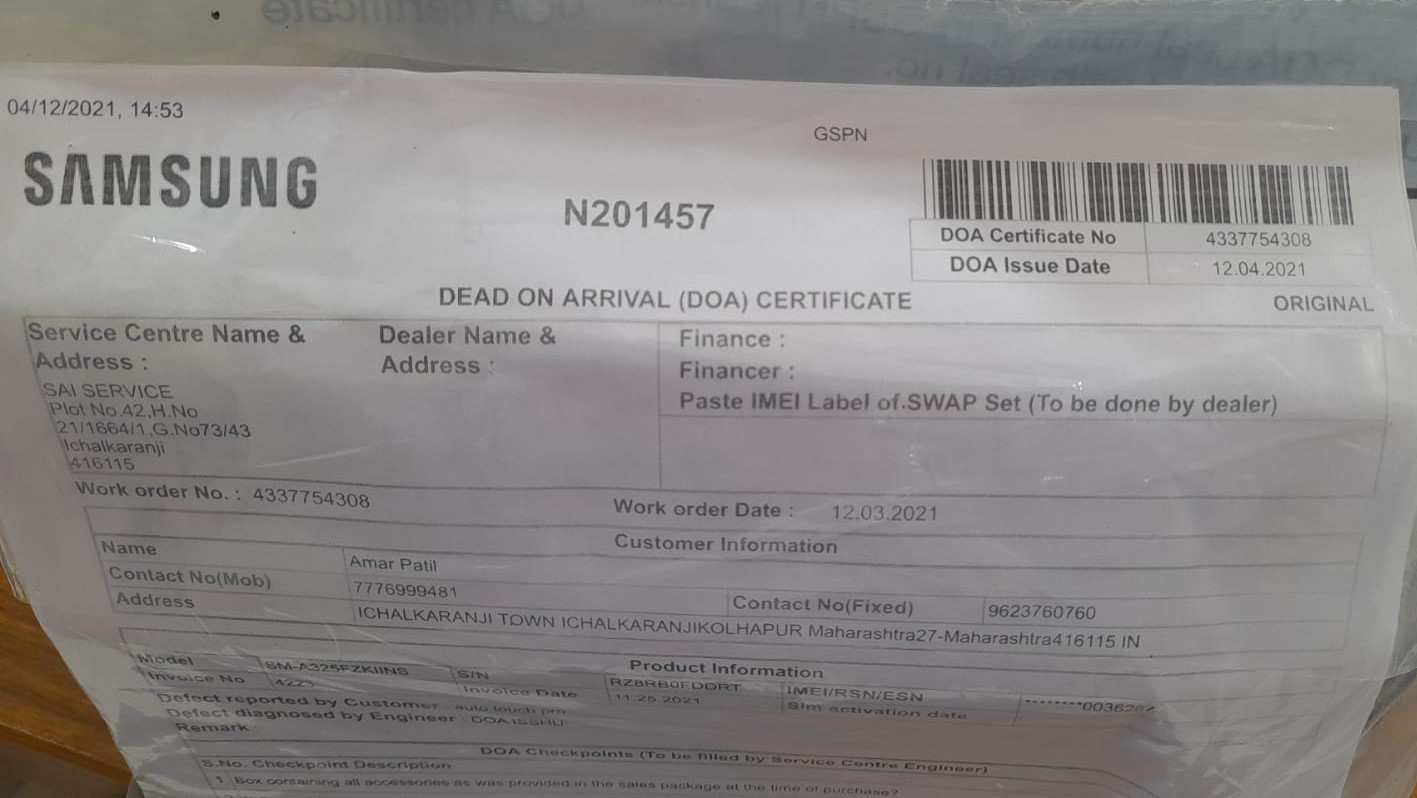 04/12/2021, 14:53
GSPN
SAMSUNG
N201457
DOA Certificate No 4337754308
DOA Issue Date 12.04.2021
DEAD ON ARRIVAL (DOA) CERTIFICATE
ORIGINAL
Service Centre Name &
Address :
SAI SERVICE
Plot No.42,H.No
21/1664/1,G.No73/43
Ichalkaranji
416115
Dealer Name &
Address :
Finance :
Financer :
Paste IMEI Label of SWAP Set (To be done by dealer)
Work order No. : 4337754308
Work order Date : 12.03.2021
Customer Information
Name Amar Patil
Contact No(Mob) 7776999481 Contact No(Fixed) 9623760760
Address ICHALKARANJI TOWN ICHALKARANJIKOLHAPUR Maharashtra27-Maharashtra416115 IN
Product Information
Model SM-A325FZKIINS S/N RZ8RB0FDDRT IMEI/RSN/ESN
Invoice No Invoice Date 11.25.2021 Sim activation date
Defect reported by Customer auto touch
Defect diagnosed by Engineer : DOA ISSHU
Remark
DOA Checkpoints (To be filled by Service Centre Engineer)
S.No. Checkpoint Description
1 Box containing all accessories as was provided in the sales package at the time of purchase?